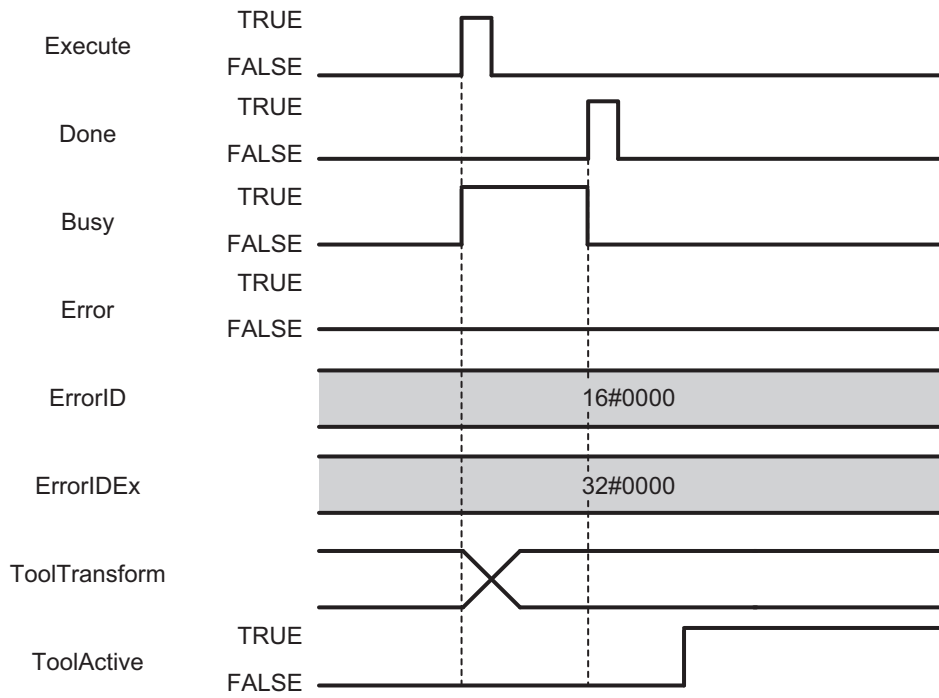 TRUE
Execute
FALSE
TRUE
Done
FALSE
TRUE
Busy
FALSE
TRUE
Error
FALSE
ErrorID
16#0000
ErrorIDEx
32#0000
ToolTransform
TRUE
ToolActive
FALSE